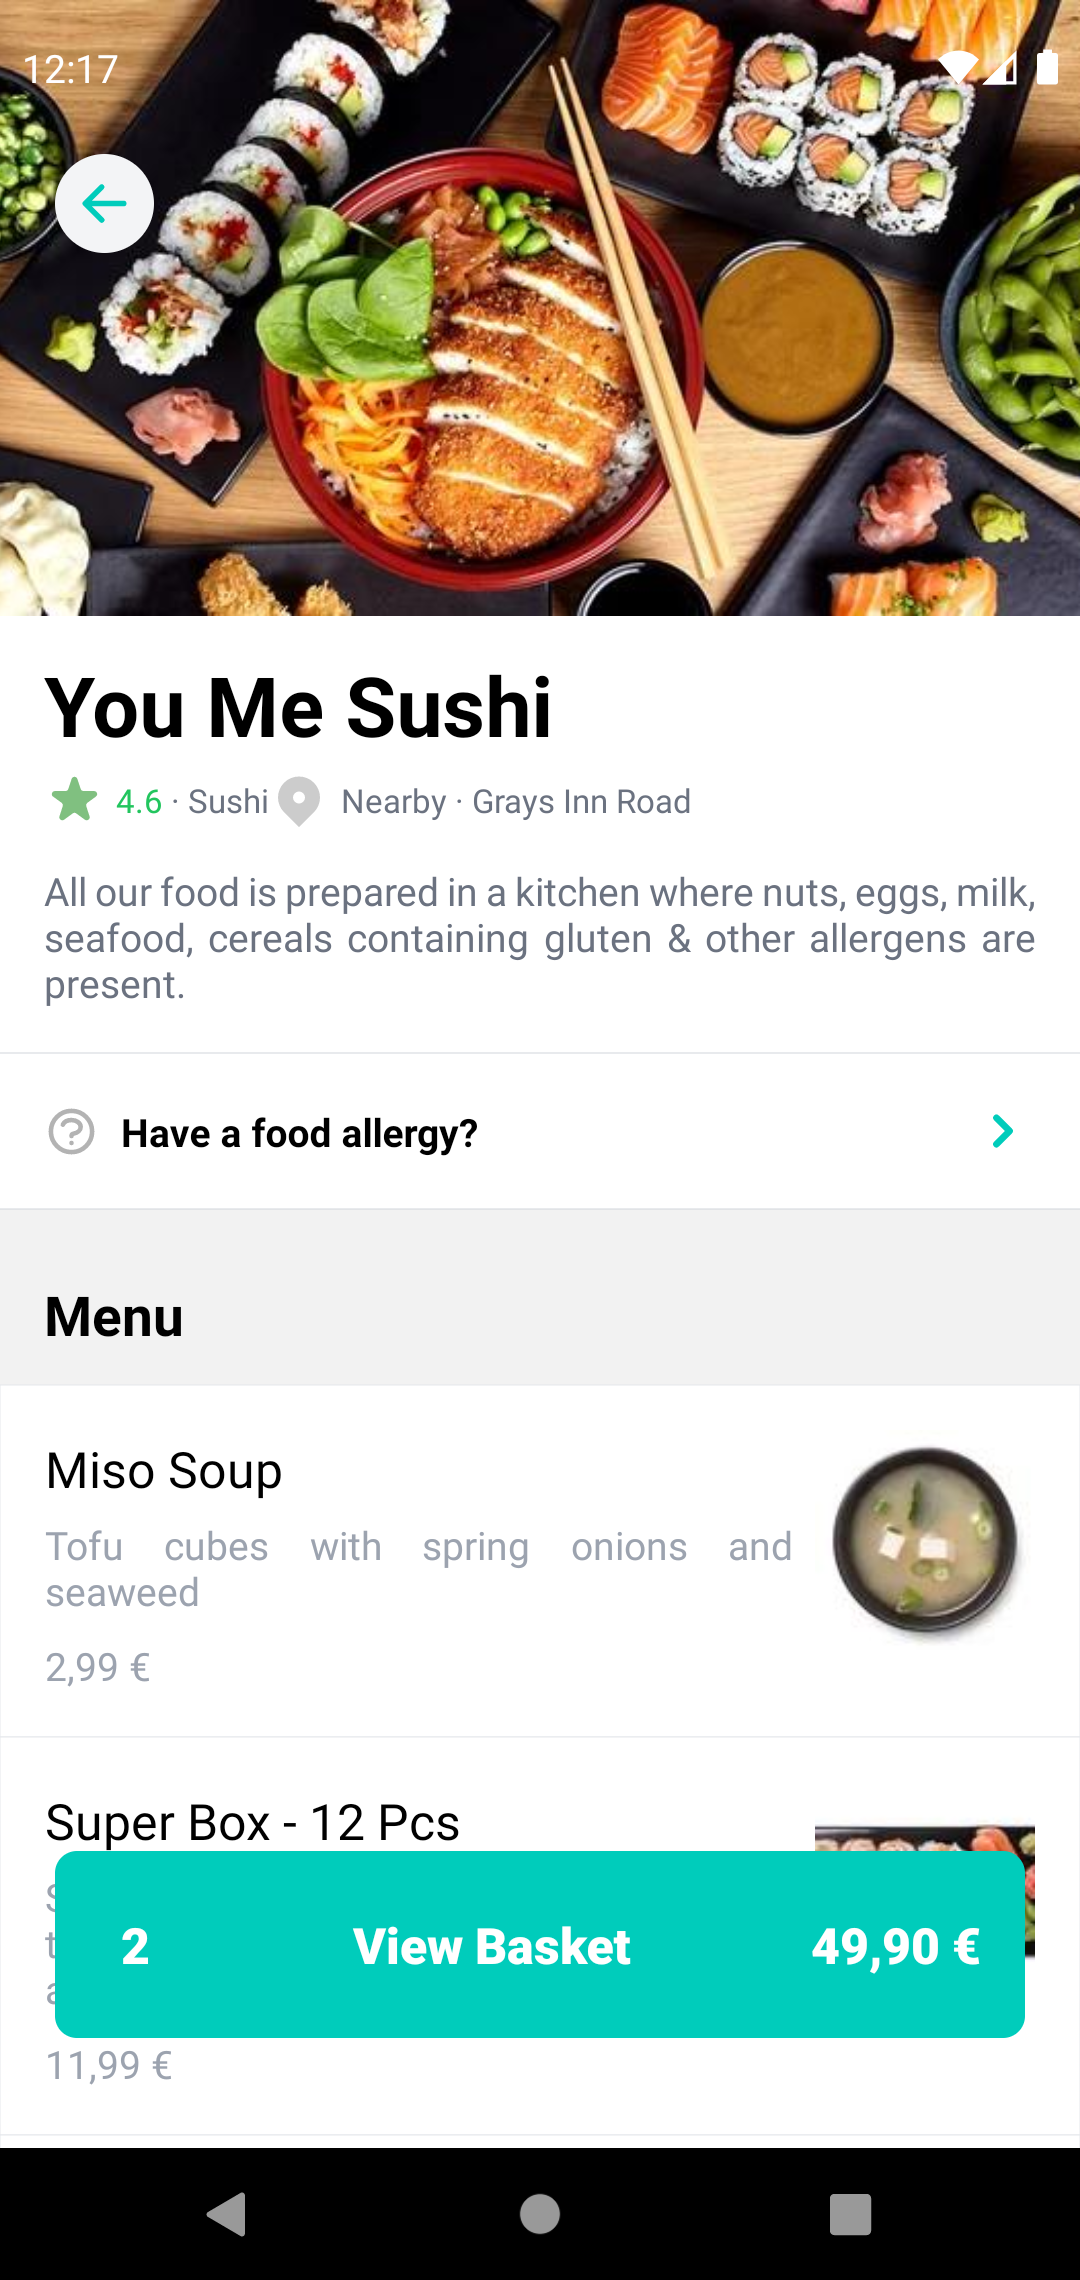 12:17
You Me Sushi
4.6 · Sushi Nearby · Grays Inn Road
All our food is prepared in a kitchen where nuts, eggs, milk,
seafood, cereals containing gluten & other allergens are
present.
Have a food allergy?
Menu
Miso Soup
Tofu cubes with spring onions and
seaweed
2,99 €
Super Box - 12 Pcs
2 View Basket 49,90 €
11,99 €